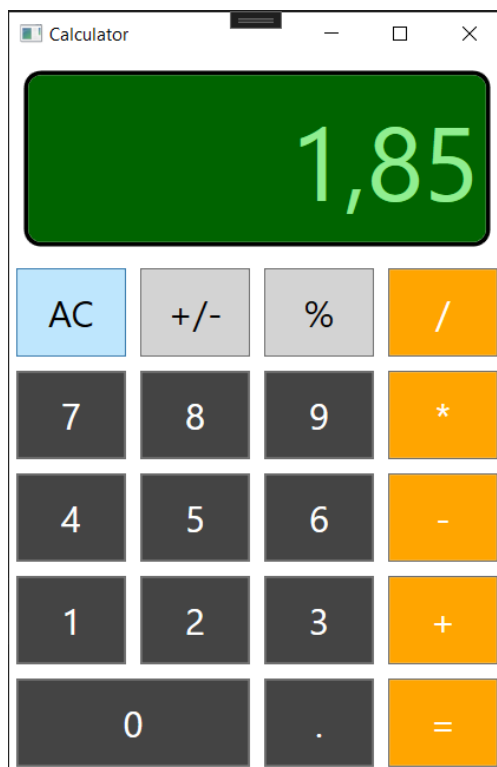 Calculator
1,85
AC +/- % /
7 8 9 *
4 5 6 -
1 2 3 +
0 . =